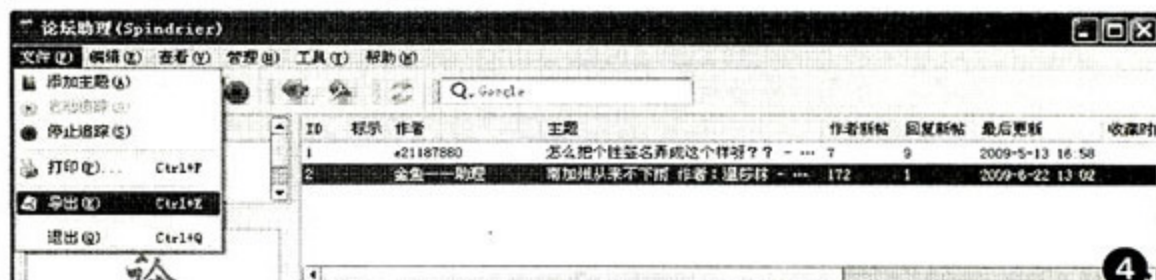 论坛助理(Spindrier)
文件(F) 编辑(E) 查看(V) 管理(M) 工具(T) 帮助(H)
添加主题(A)
停止追踪(S)
打印(P)... Ctrl+P
导出(E) Ctrl+E
退出(Q) Ctrl+Q
Google
ID 标示 作者 主题 作者新帖 回复新帖 最后更新
1 e21187880 怎么把个性签名弄成这个样呀？？ - … 7 9 2009-5-13 16:58
2 金鱼——助理 南加州从来不下雨 作者：温莎林 - … 172 1 2009-6-22 13:02
4